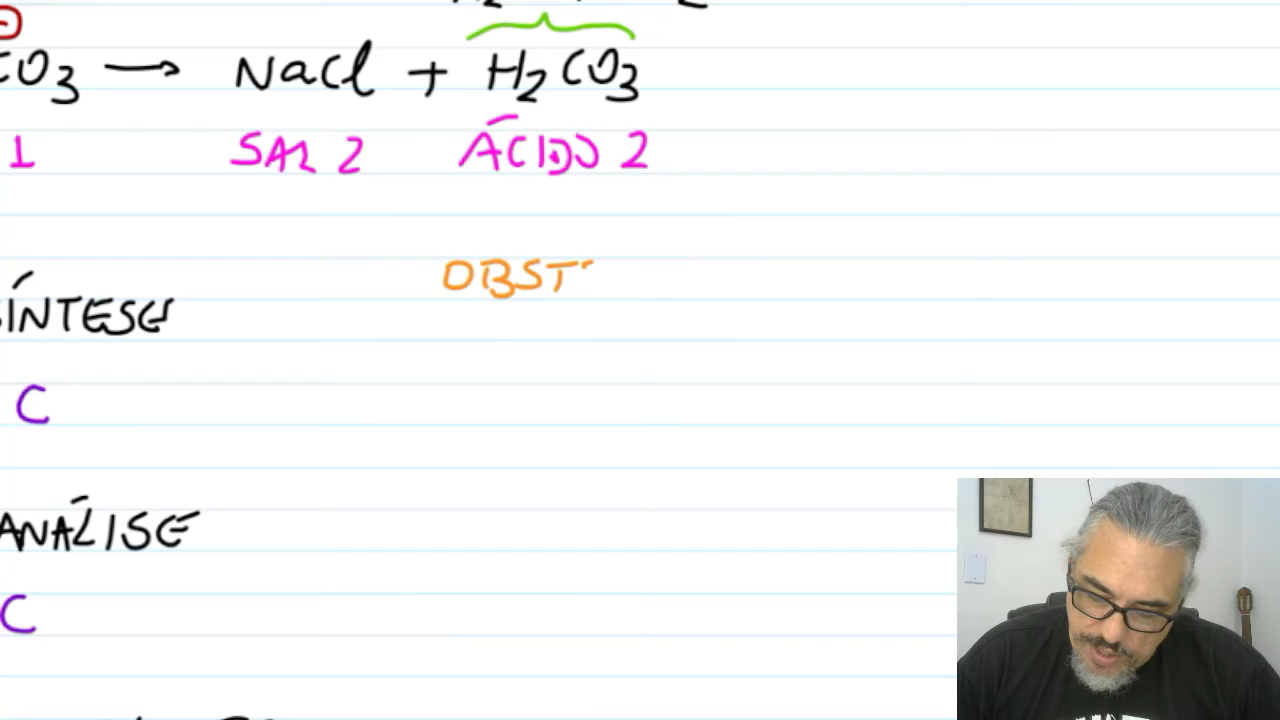 CO3 → NaCl + H2CO3
1 SAL 2 ÁCIDO 2
OBST
ÍNTESE
C
ANÁLISE
C